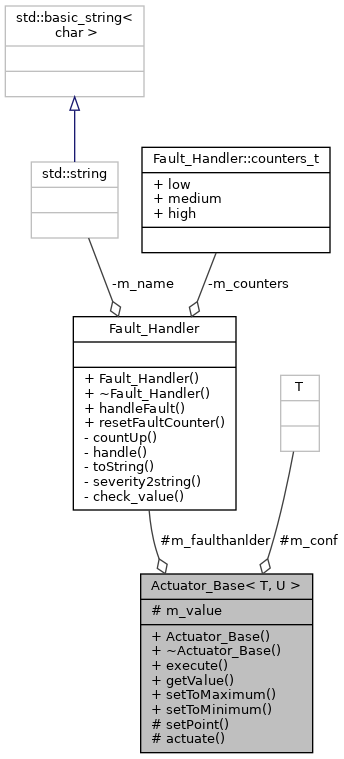 std::basic_string<
char >
std::string
Fault_Handler::counters_t
+ low
+ medium
+ high
-m_name
-m_counters
Fault_Handler
+ Fault_Handler()
+ ~Fault_Handler()
+ handleFault()
+ resetFaultCounter()
- countUp()
- handle()
- toString()
- severity2string()
- check_value()
T
#m_faulthanlder
#m_conf
Actuator_Base< T, U >
# m_value
+ Actuator_Base()
+ ~Actuator_Base()
+ execute()
+ getValue()
+ setToMaximum()
+ setToMinimum()
# setPoint()
# actuate()